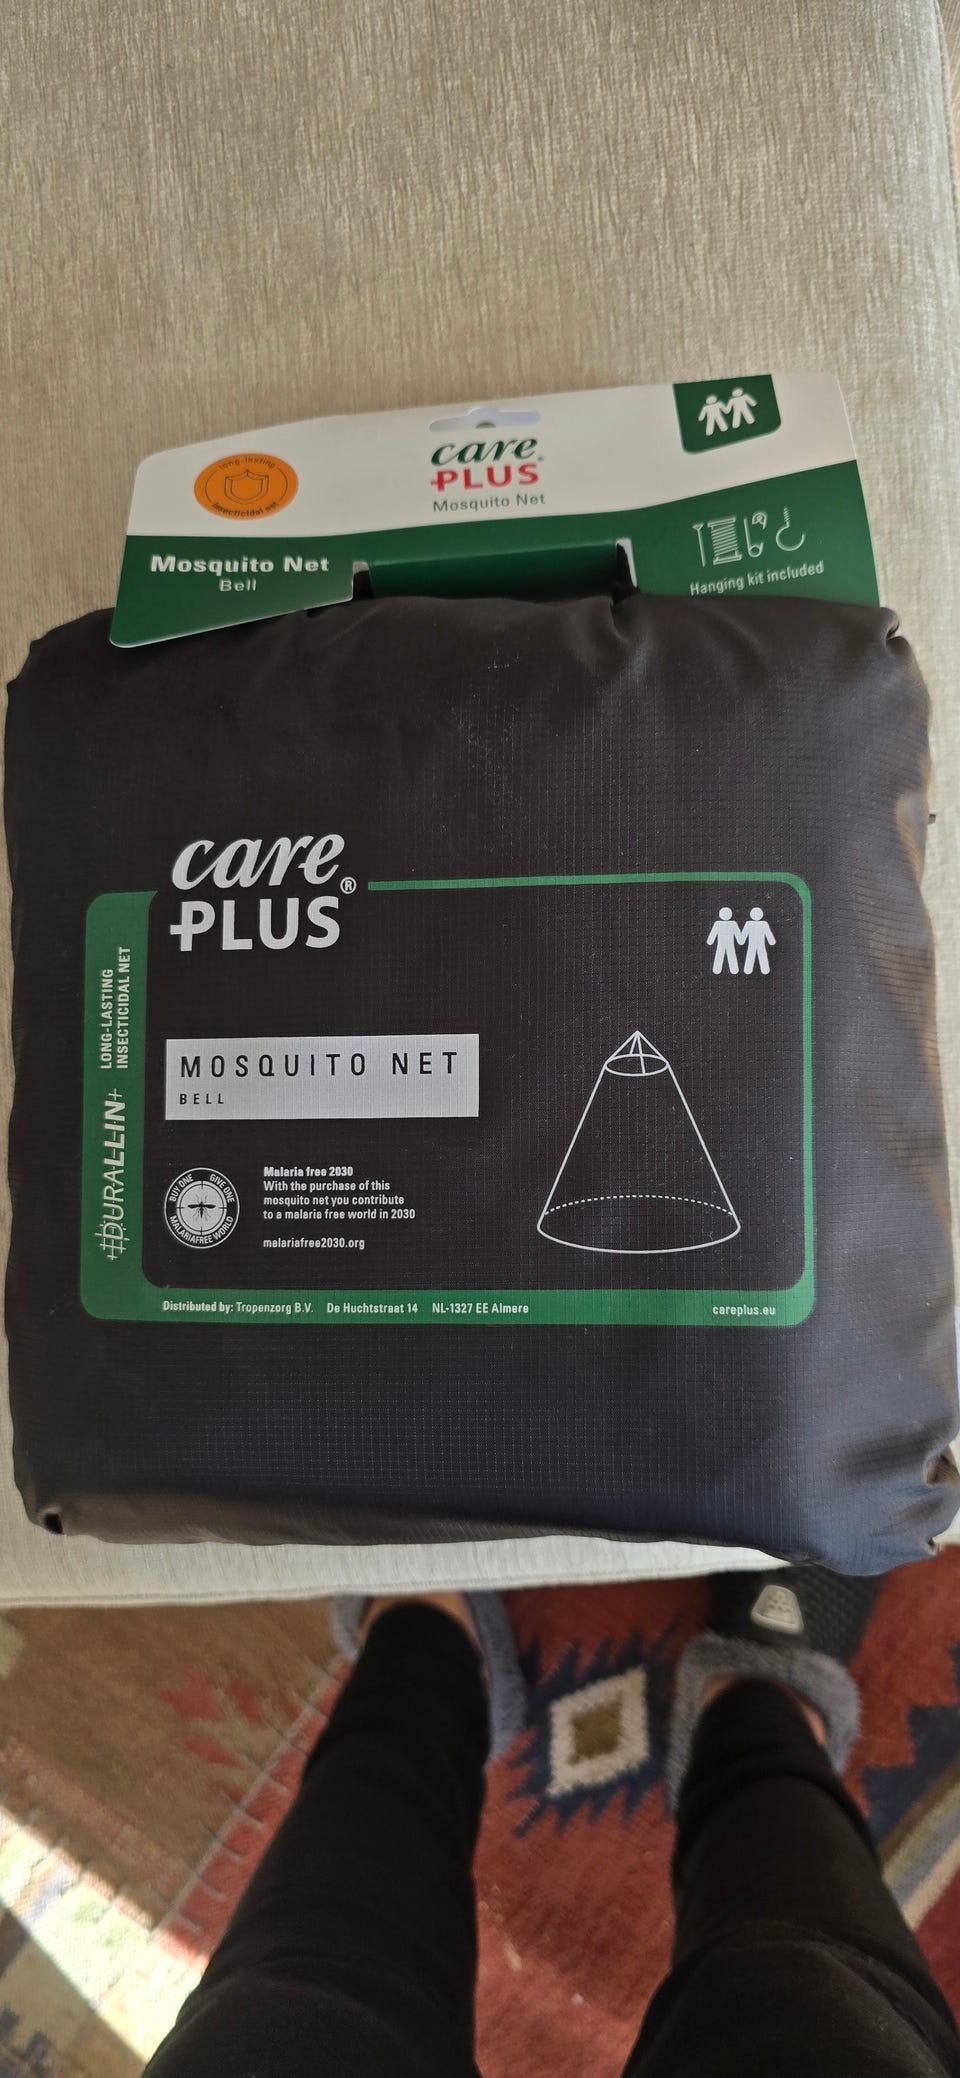 long-lasting
insecticidal net
care
PLUS
Mosquito Net
Mosquito Net
Bell
Hanging kit included
care
PLUS®
LONG-LASTING
INSECTICIDAL NET
#DURALLIN+
MOSQUITO NET
BELL
BUY ONE GIVE ONE
MALARIAFREE WORLD
Malaria free 2030
With the purchase of this
mosquito net you contribute
to a malaria free world in 2030
malariafree2030.org
Distributed by: Tropenzorg B.V. De Huchtstraat 14 NL-1327 EE Almere
careplus.eu